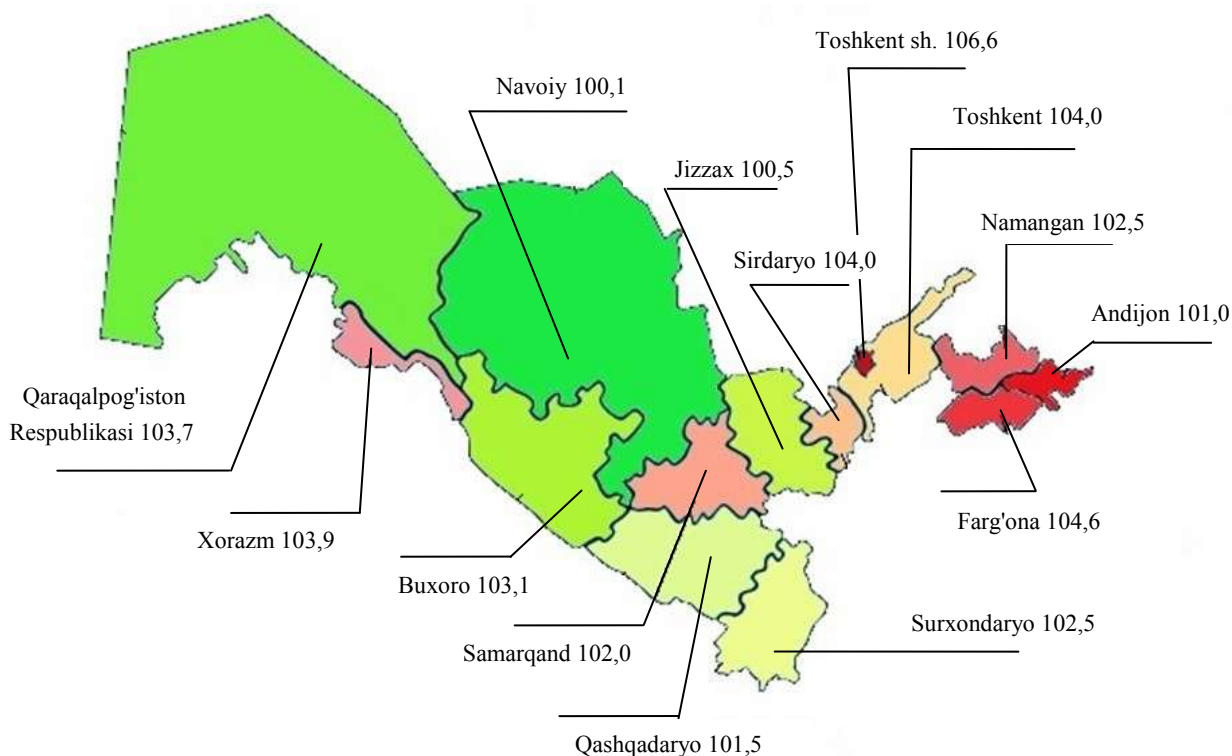 Toshkent sh. 106,6
Navoiy 100,1
Toshkent
104,0
Jizzax 100,5
Namangan 102,5
Sirdaryo 104,0
Andijon 101,0
Qaraqalpog'iston
Respublikasi 103,7
Farg'ona 104,6
Xorazm 103,9
Buxoro 103,1
Surxondaryo 102,5
Samarqand 102,0
Qashqadaryo 101,5